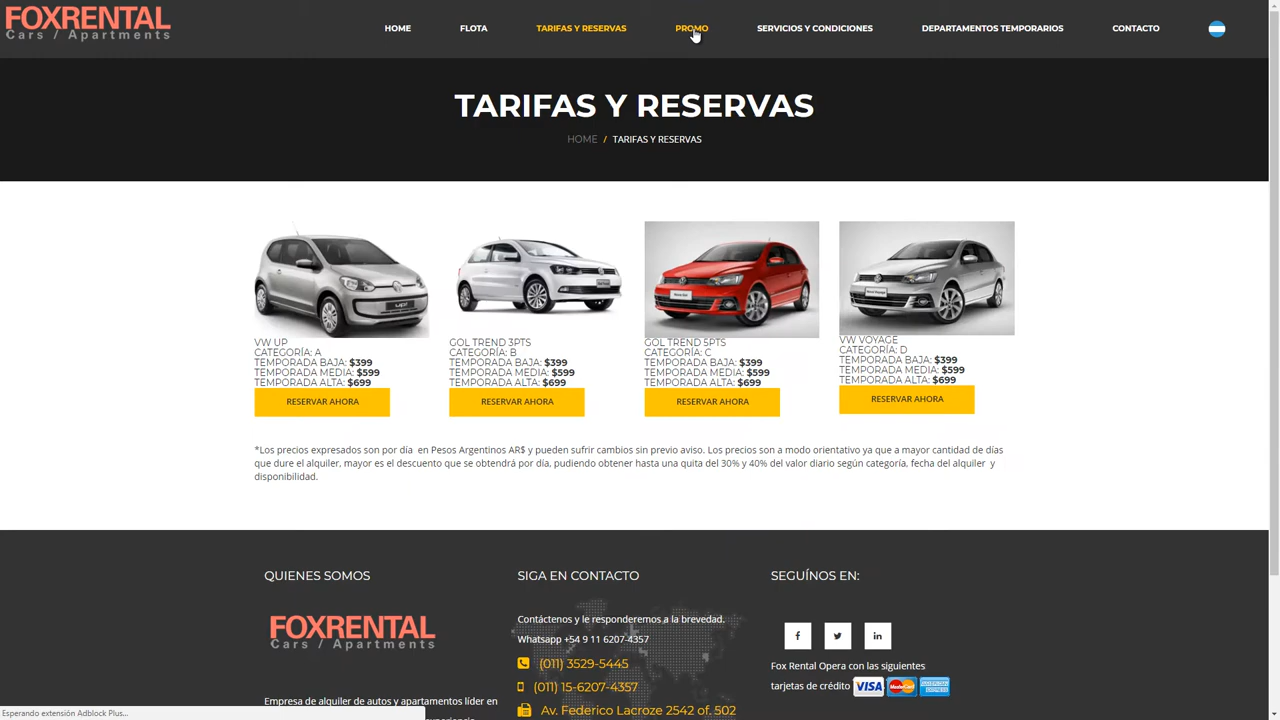 FOXRENTAL
Cars / Apartments
HOME FLOTA TARIFAS Y RESERVAS PROMO SERVICIOS Y CONDICIONES DEPARTAMENTOS TEMPORARIOS CONTACTO
TARIFAS Y RESERVAS
HOME / TARIFAS Y RESERVAS
VW UP
CATEGORÍA: A
TEMPORADA BAJA: $399
TEMPORADA MEDIA: $599
TEMPORADA ALTA: $699
RESERVAR AHORA
GOL TREND 3PTS
CATEGORÍA: B
TEMPORADA BAJA: $399
TEMPORADA MEDIA: $599
TEMPORADA ALTA: $699
RESERVAR AHORA
GOL TREND 5PTS
CATEGORÍA: C
TEMPORADA BAJA: $399
TEMPORADA MEDIA: $599
TEMPORADA ALTA: $699
RESERVAR AHORA
VW VOYAGE
CATEGORÍA: D
TEMPORADA BAJA: $399
TEMPORADA MEDIA: $599
TEMPORADA ALTA: $699
RESERVAR AHORA
*Los precios expresados son por día en Pesos Argentinos AR$ y pueden sufrir cambios sin previo aviso. Los precios son a modo orientativo ya que a mayor cantidad de días
que dure el alquiler, mayor es el descuento que se obtendrá por día, pudiendo obtener hasta una quita del 30% y 40% del valor diario según categoría, fecha del alquiler y
disponibilidad.
QUIENES SOMOS
FOXRENTAL
Cars / Apartments
Empresa de alquiler de autos y apartamentos líder en
SIGA EN CONTACTO
Contáctenos y le responderemos a la brevedad.
Whatsapp +54 9 11 6207-4357
(011) 3529-5445
(011) 15-6207-4357
Av. Federico Lacroze 2542 of. 502
SEGUÍNOS EN:
Fox Rental Opera con las siguientes
tarjetas de crédito VISA MasterCard
Esperando extensión Adblock Plus...